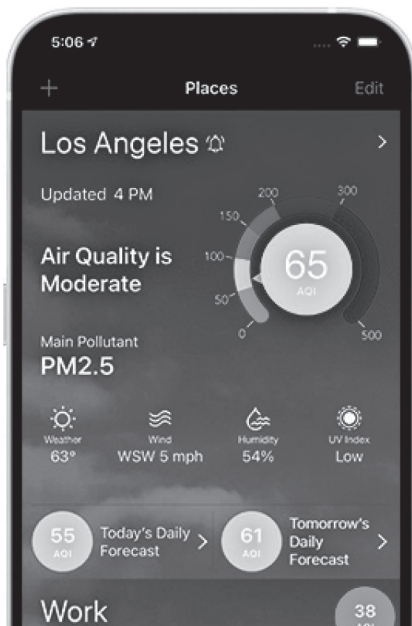 5:06
Places
Edit
Los Angeles
Updated 4 PM
Air Quality is
Moderate
Main Pollutant
PM2.5
0
50
100
150
200
300
500
65
AQI
Weather
63°
Wind
WSW 5 mph
Humidity
54%
UV Index
Low
55
AQI
Today's Daily
Forecast
61
AQI
Tomorrow's
Daily
Forecast
Work
38
AQI